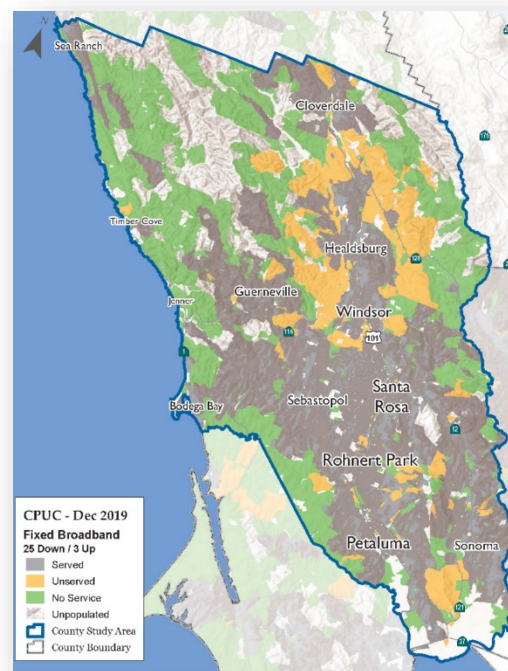 N
Sea Ranch
Cloverdale
175
Timber Cove
Healdsburg
128
Guerneville
Jenner
Windsor
116
101
1
Sebastopol
Santa
Rosa
Bodega Bay
12
Rohnert Park
Petaluma
Sonoma
121
37
CPUC - Dec 2019
Fixed Broadband
25 Down / 3 Up
Served
Unserved
No Service
Unpopulated
County Study Area
County Boundary